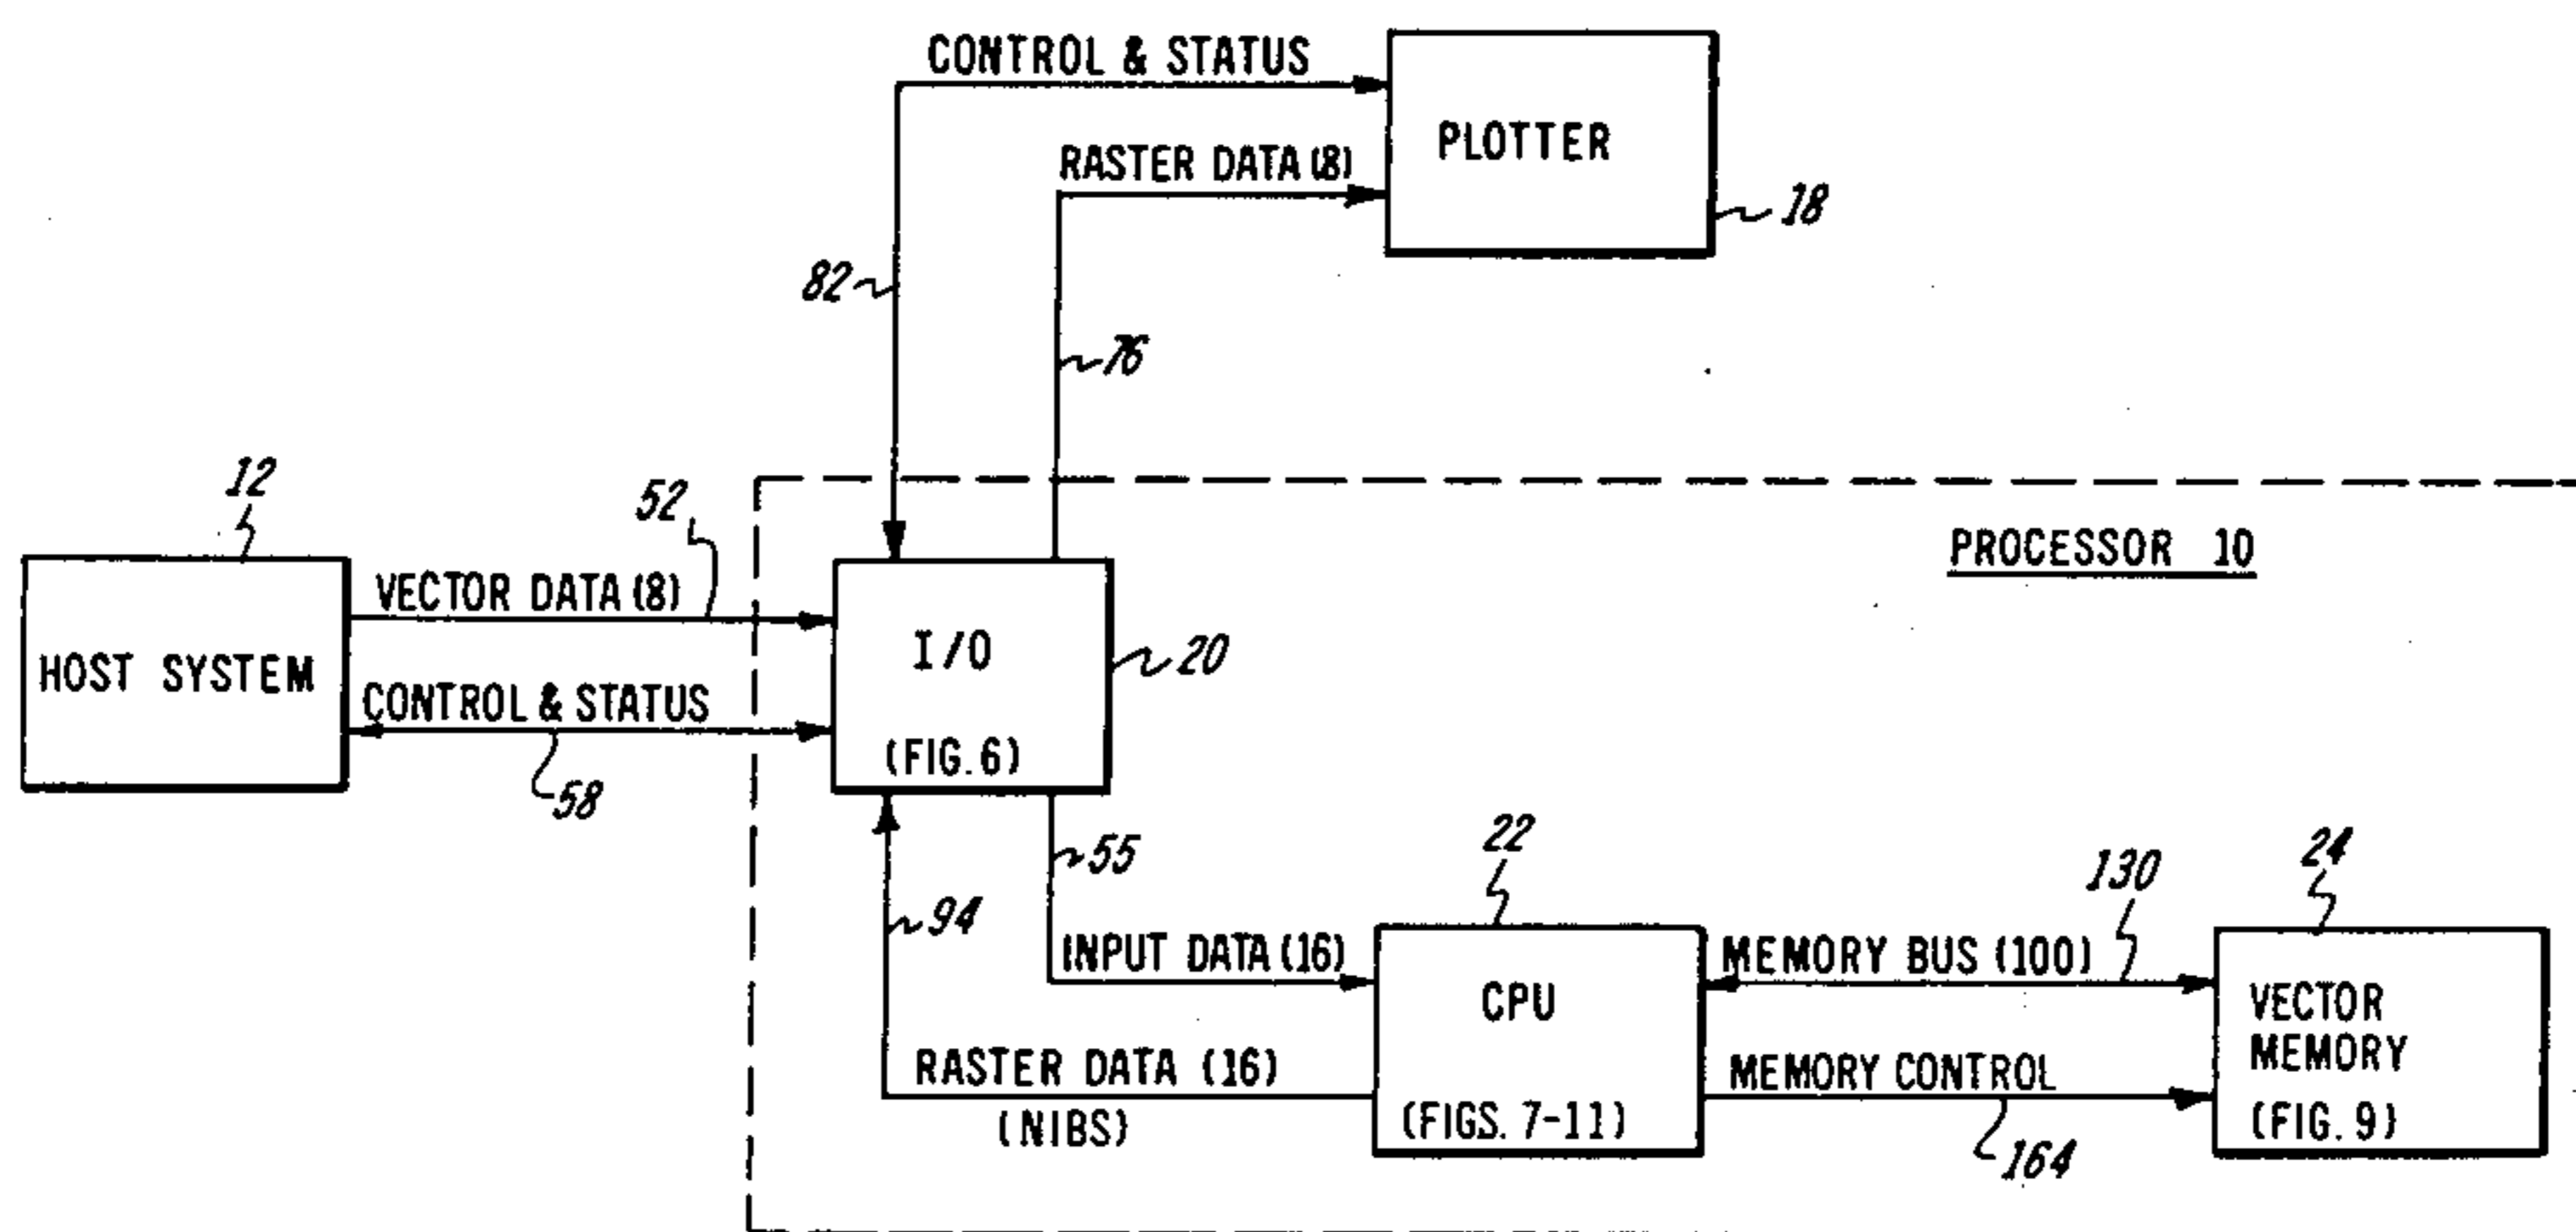 CONTROL & STATUS
PLOTTER
RASTER DATA (8)
18
82
76
12
52
PROCESSOR 10
VECTOR DATA (8)
HOST SYSTEM
I/O
20
CONTROL & STATUS
(FIG. 6)
58
55
22
24
130
94
INPUT DATA (16)
MEMORY BUS (100)
CPU
VECTOR
MEMORY
RASTER DATA (16)
MEMORY CONTROL
(NIBS)
(FIGS. 7-11)
(FIG. 9)
164